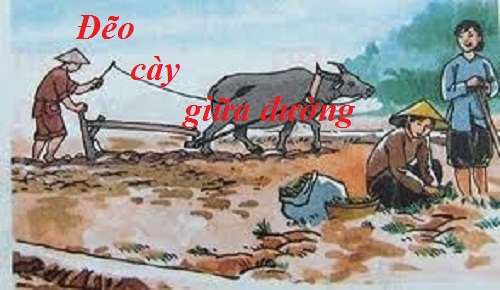 Đẽo
cày
giữa đường